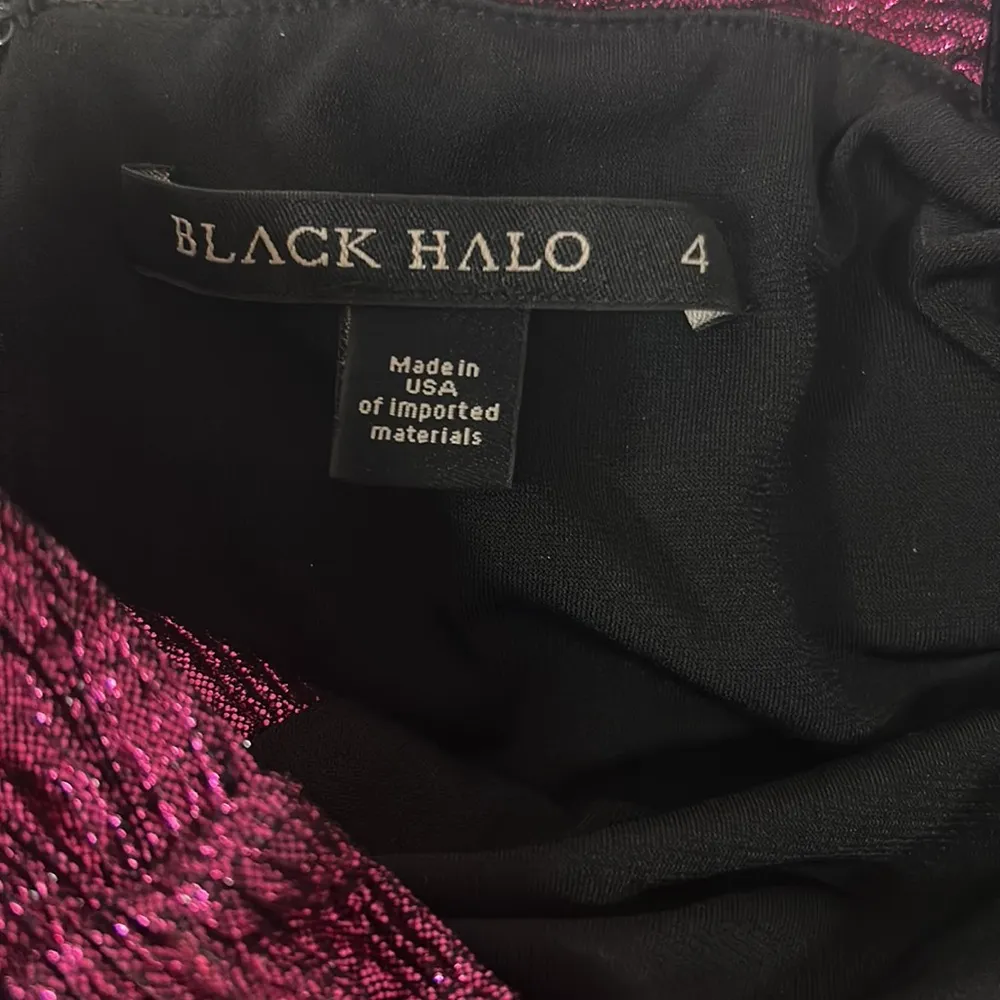 BLACK HALO 4
Made in
USA
of imported
materials